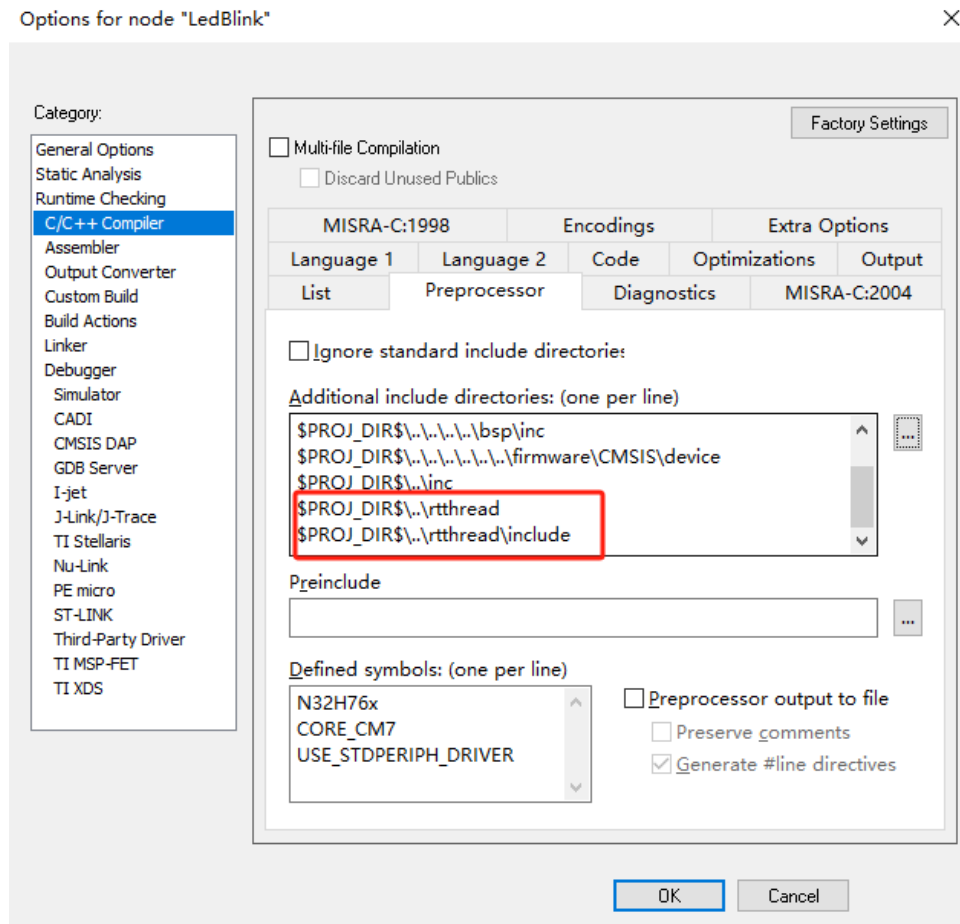 Options for node "LedBlink"
Category:
General Options
Static Analysis
Runtime Checking
C/C++ Compiler
Assembler
Output Converter
Custom Build
Build Actions
Linker
Debugger
Simulator
CADI
CMSIS DAP
GDB Server
I-jet
J-Link/J-Trace
TI Stellaris
Nu-Link
PE micro
ST-LINK
Third-Party Driver
TI MSP-FET
TI XDS
Factory Settings
Multi-file Compilation
Discard Unused Publics
MISRA-C:1998 Encodings Extra Options
Language 1 Language 2 Code Optimizations Output
List Preprocessor Diagnostics MISRA-C:2004
Ignore standard include directories
Additional include directories: (one per line)
$PROJ_DIR$\..\..\..\..\bsp\inc
$PROJ_DIR$\..\..\..\..\..\..\firmware\CMSIS\device
$PROJ_DIR$\..\inc
$PROJ_DIR$\..\rtthread
$PROJ_DIR$\..\rtthread\include
...
Preinclude
...
Defined symbols: (one per line)
N32H76x
CORE_CM7
USE_STDPERIPH_DRIVER
Preprocessor output to file
Preserve comments
Generate #line directives
OK Cancel